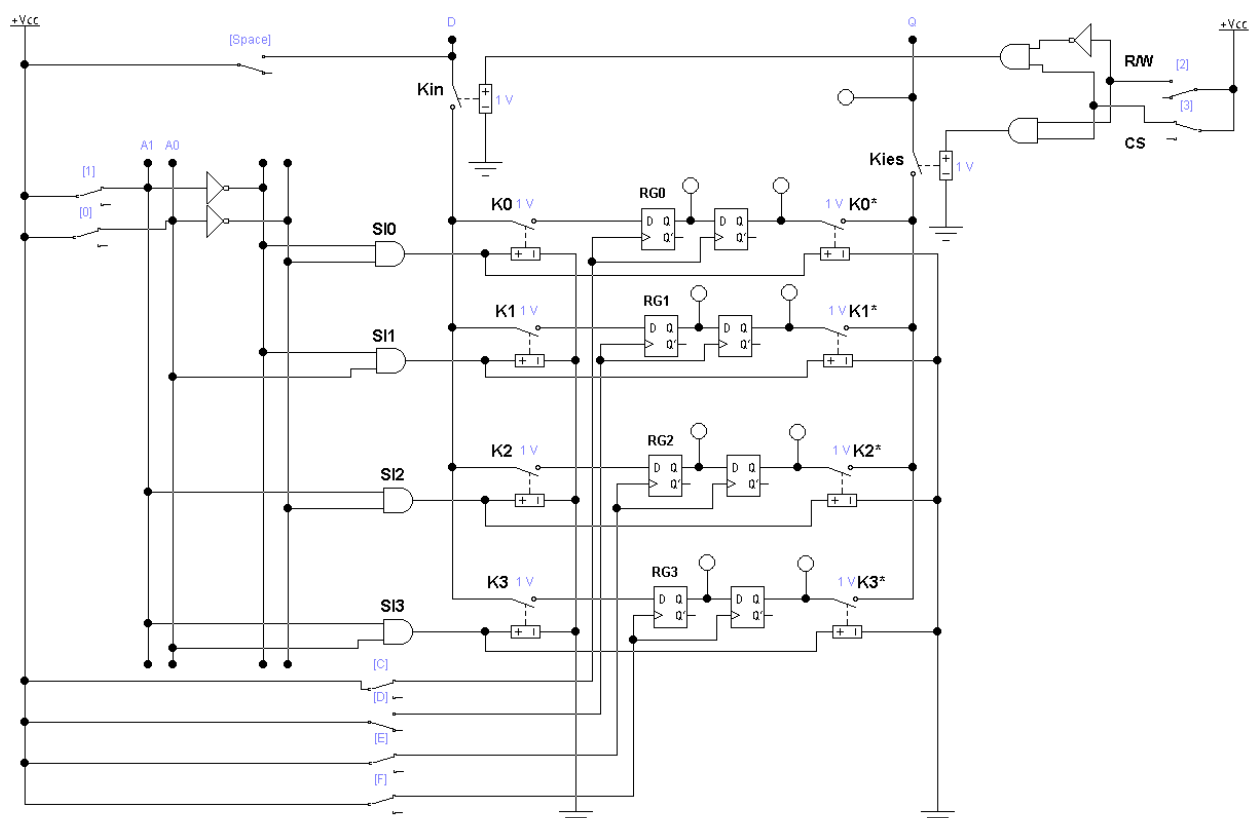 +Vcc
D
Q
+Vcc
[Space]
R/W
[2]
Kin
1 V
[3]
CS
A1
A0
Kies
1 V
[1]
[0]
RG0
K0 1 V
D Q
Q'
D Q
Q'
1 V K0*
SI0
RG1
K1 1 V
D Q
Q'
D Q
Q'
1 V K1*
SI1
RG2
K2 1 V
D Q
Q'
D Q
Q'
1 V K2*
SI2
RG3
K3 1 V
D Q
Q'
D Q
Q'
1 V K3*
SI3
[C]
[D]
[E]
[F]